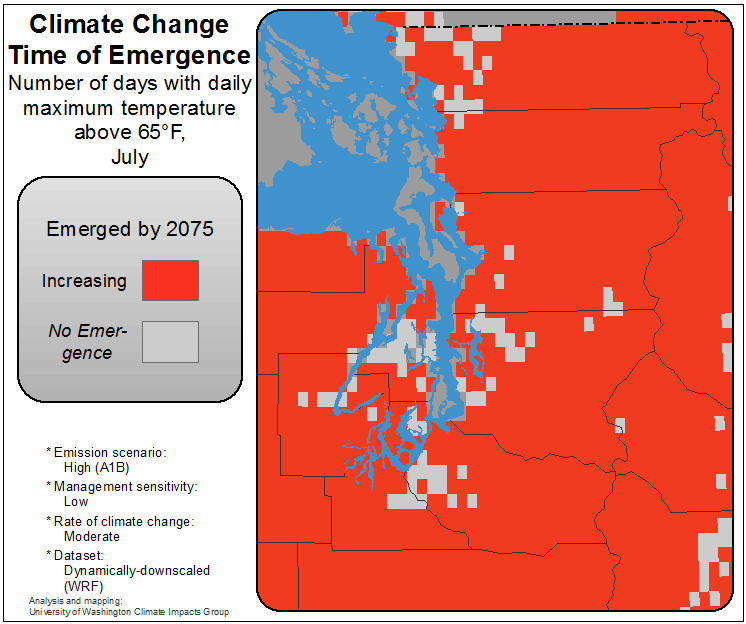 Climate Change
Time of Emergence
Number of days with daily
maximum temperature
above 65°F,
July
Emerged by 2075
Increasing
No Emer-
gence
* Emission scenario:
High (A1B)
* Management sensitivity:
Low
* Rate of climate change:
Moderate
* Dataset:
Dynamically-downscaled
(WRF)
Analysis and mapping:
University of Washington Climate Impacts Group